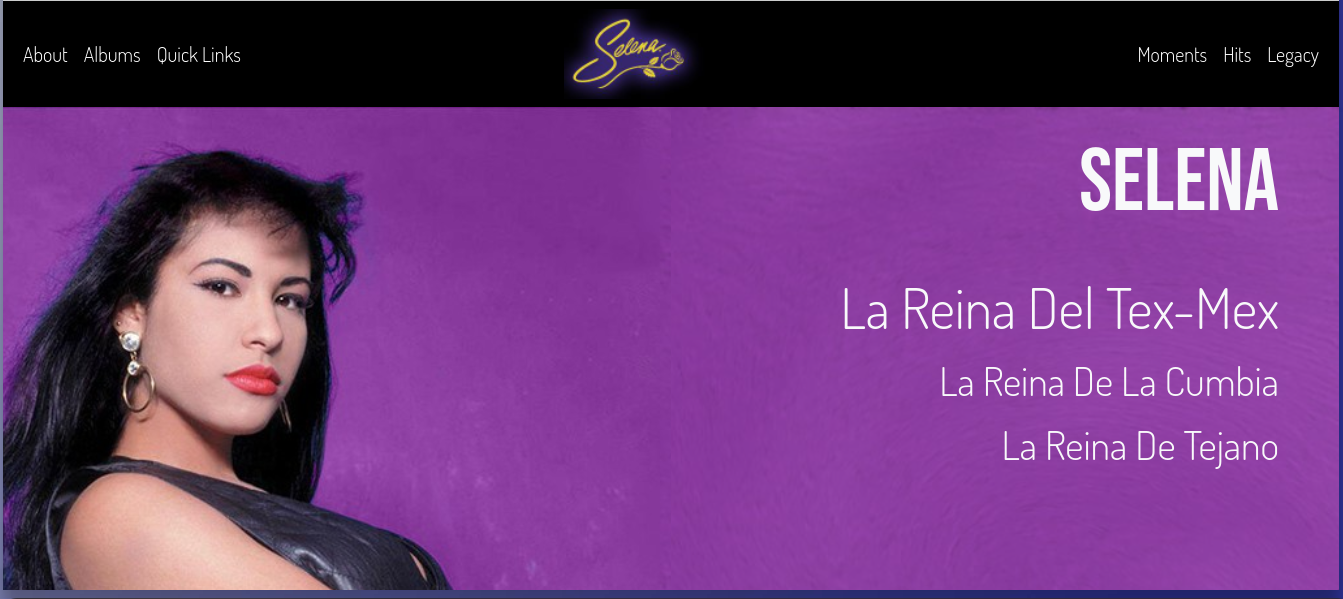 About Albums Quick Links
Selena
Moments Hits Legacy
SELENA
La Reina Del Tex-Mex
La Reina De La Cumbia
La Reina De Tejano